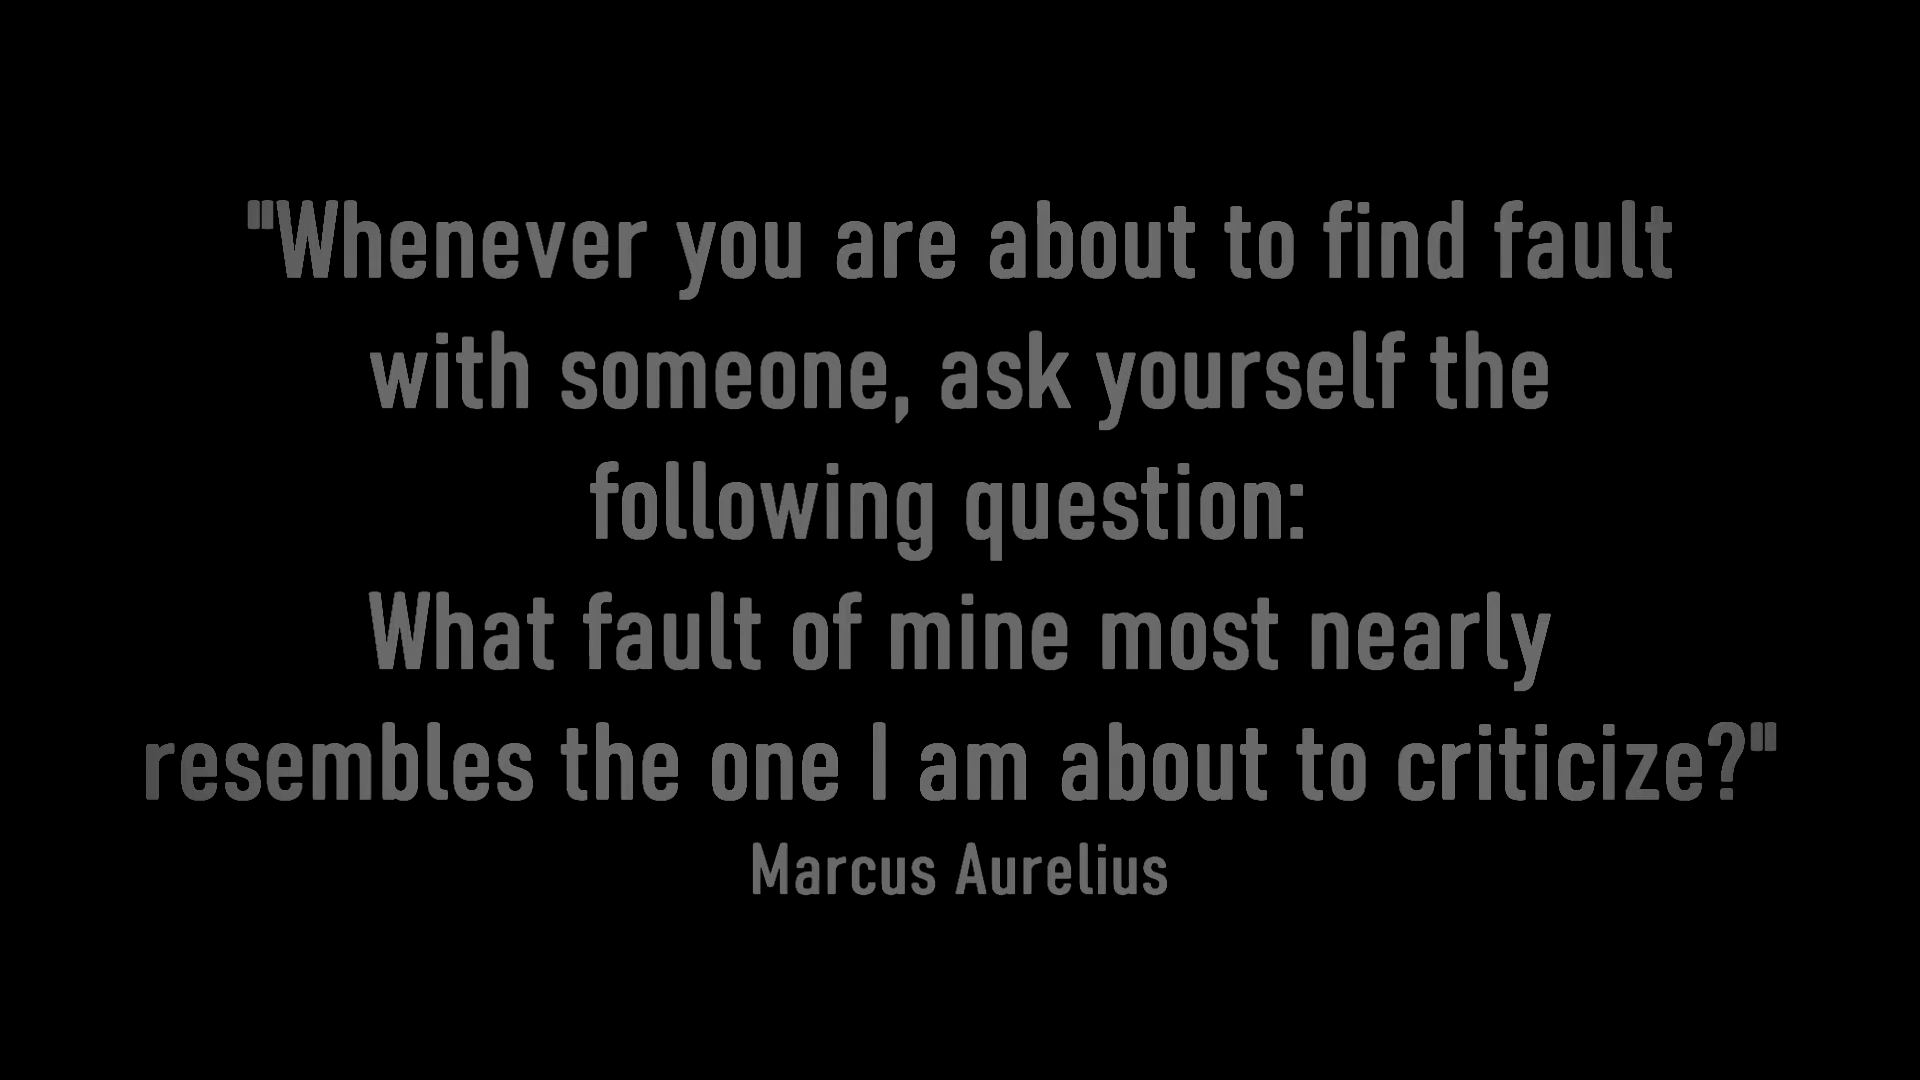 "Whenever you are about to find fault
with someone, ask yourself the
following question:
What fault of mine most nearly
resembles the one I am about to criticize?"
Marcus Aurelius